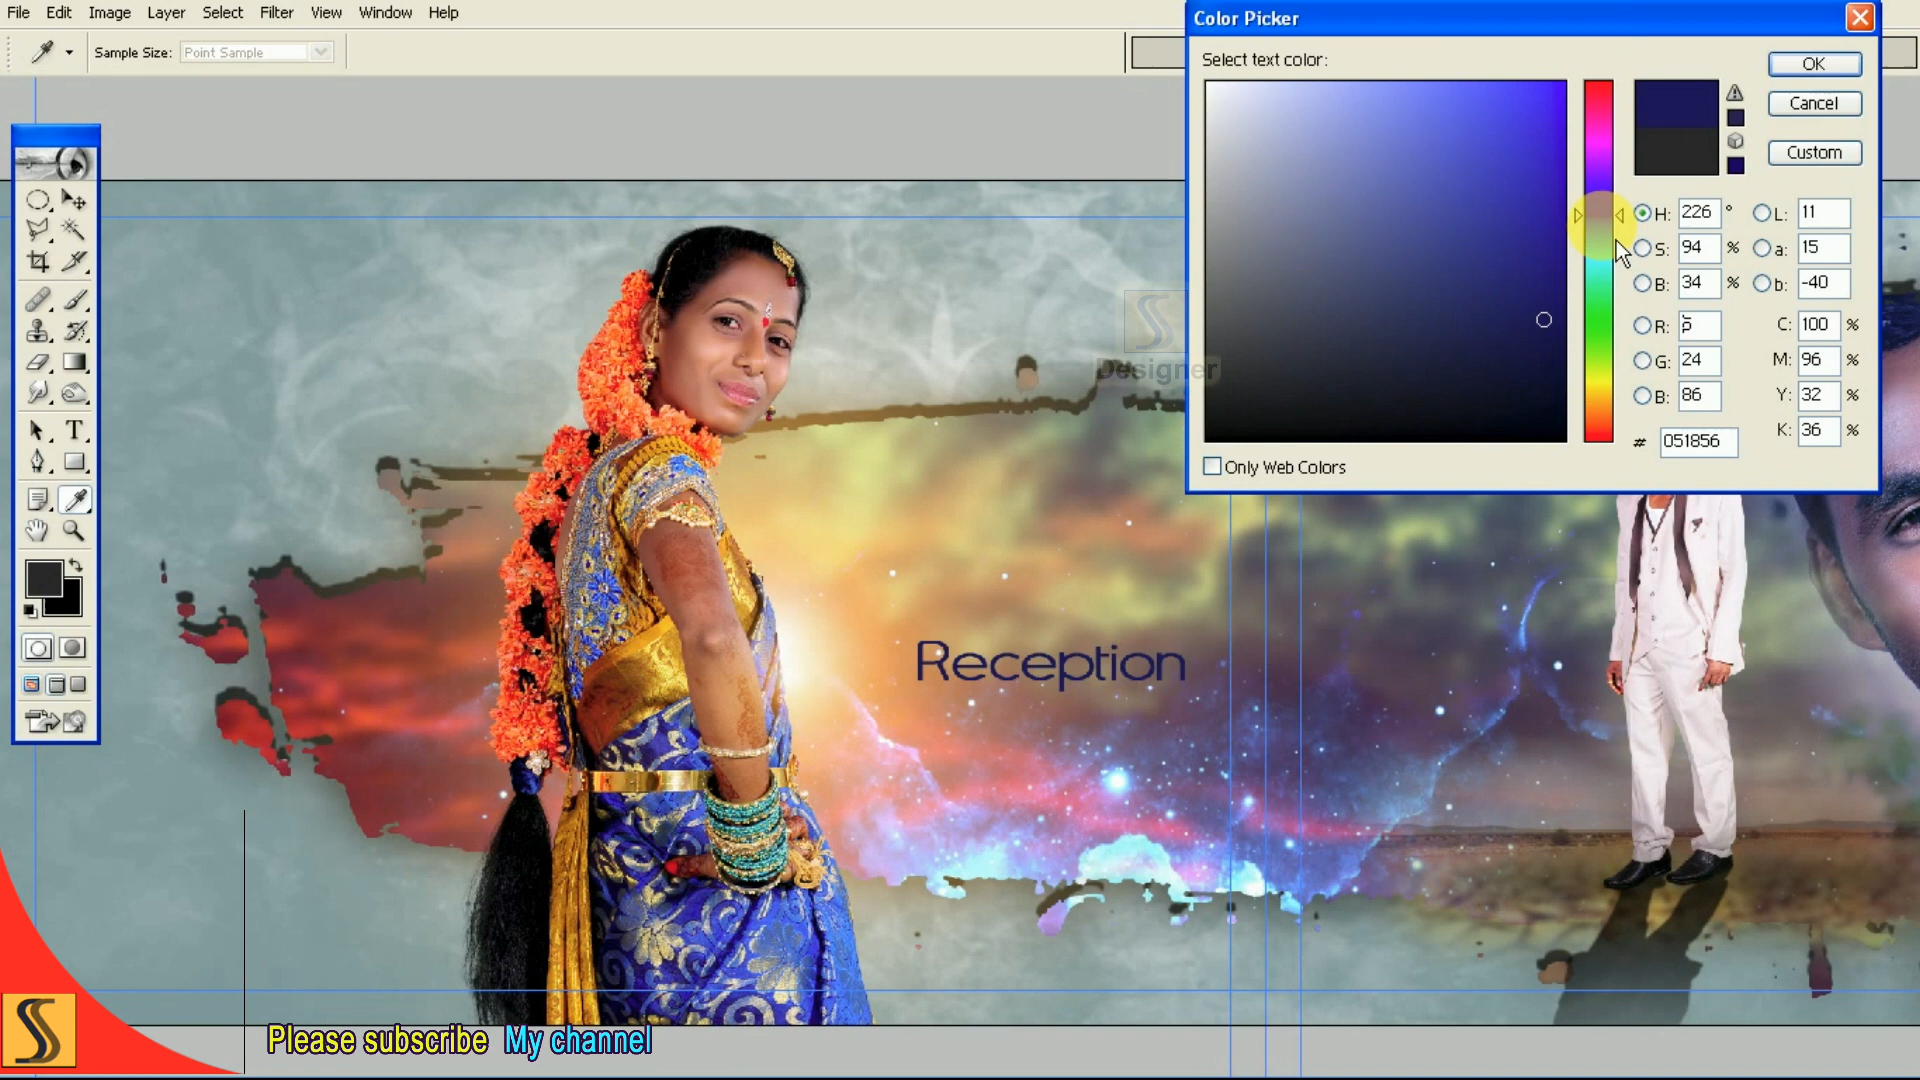 File Edit Image Layer Select Filter View Window Help
Sample Size: Point Sample
Color Picker
Select text color:
OK
Cancel
Custom
H: 226 ° L: 11
S: 94 % a: 15
B: 34 % b: -40
R: 5 C: 100 %
G: 24 M: 96 %
B: 86 Y: 32 %
# 051856 K: 36 %
Only Web Colors
Designer
Reception
Please subscribe My channel